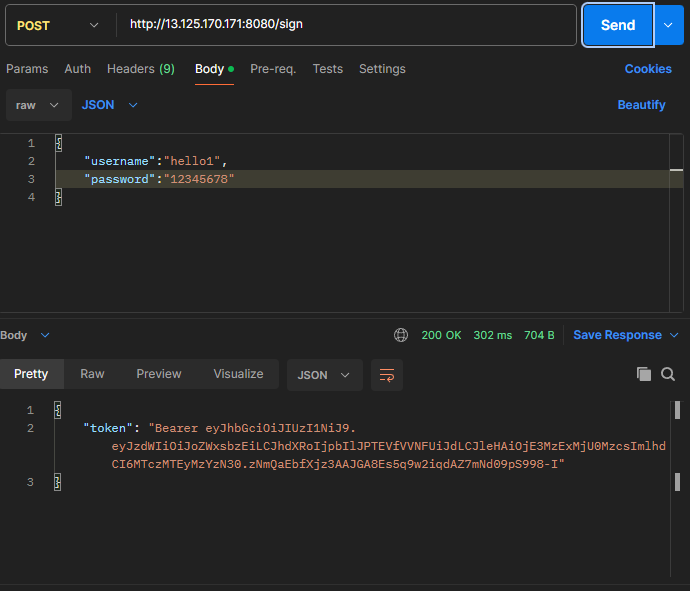 POST http://13.125.170.171:8080/sign Send
Params Auth Headers (9) Body Pre-req. Tests Settings Cookies
raw JSON Beautify
1 {
2 "username":"hello1",
3 "password":"12345678"
4 }
Body 200 OK 302 ms 704 B Save Response
Pretty Raw Preview Visualize JSON
1 {
2 "token": "Bearer eyJhbGciOiJIUzI1NiJ9.
eyJzdWIiOiJoZWxsbzEiLCJhdXRoIjpbIlJPTEVfVVNFUiJdLCJleHAiOjE3MzExMjU0MzcsImlhd
CI6MTczMTEyMzYzN30.zNmQaEbfXjz3AAJGA8Es5q9w2iqdAZ7mNd09pS998-I"
3 }